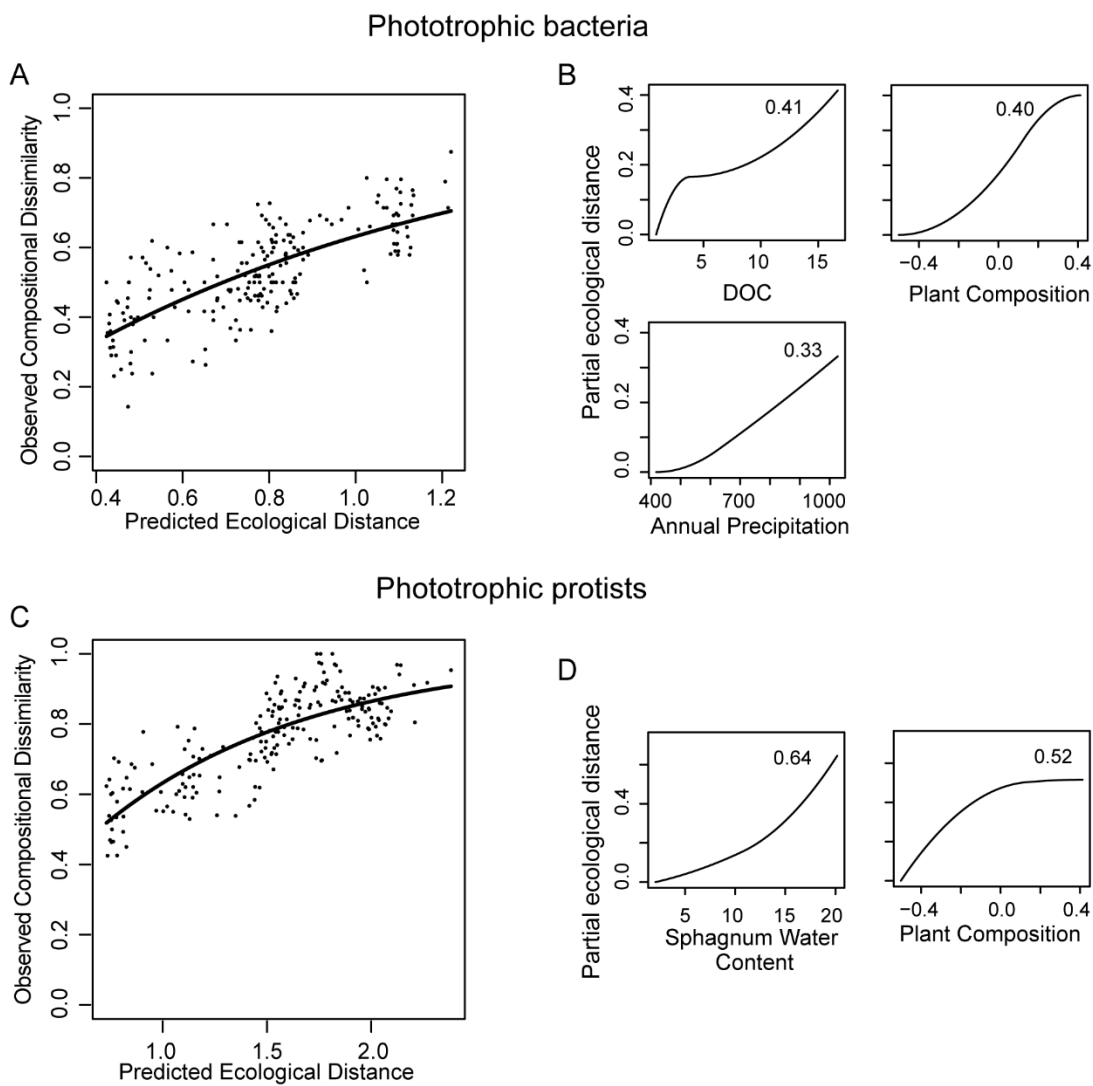 Phototrophic bacteria
A
Observed Compositional Dissimilarity
0.0 0.2 0.4 0.6 0.8 1.0
0.4 0.6 0.8 1.0 1.2
Predicted Ecological Distance
B
Partial ecological distance
0.0 0.2 0.4
0.41
5 10 15
DOC
0.40
−0.4 0.0 0.4
Plant Composition
0.0 0.2 0.4
0.33
400 700 1000
Annual Precipitation
Phototrophic protists
C
Observed Compositional Dissimilarity
0.0 0.2 0.4 0.6 0.8 1.0
1.0 1.5 2.0
Predicted Ecological Distance
D
Partial ecological distance
0.0 0.4
0.64
5 10 15 20
Sphagnum Water
Content
0.52
−0.4 0.0 0.4
Plant Composition